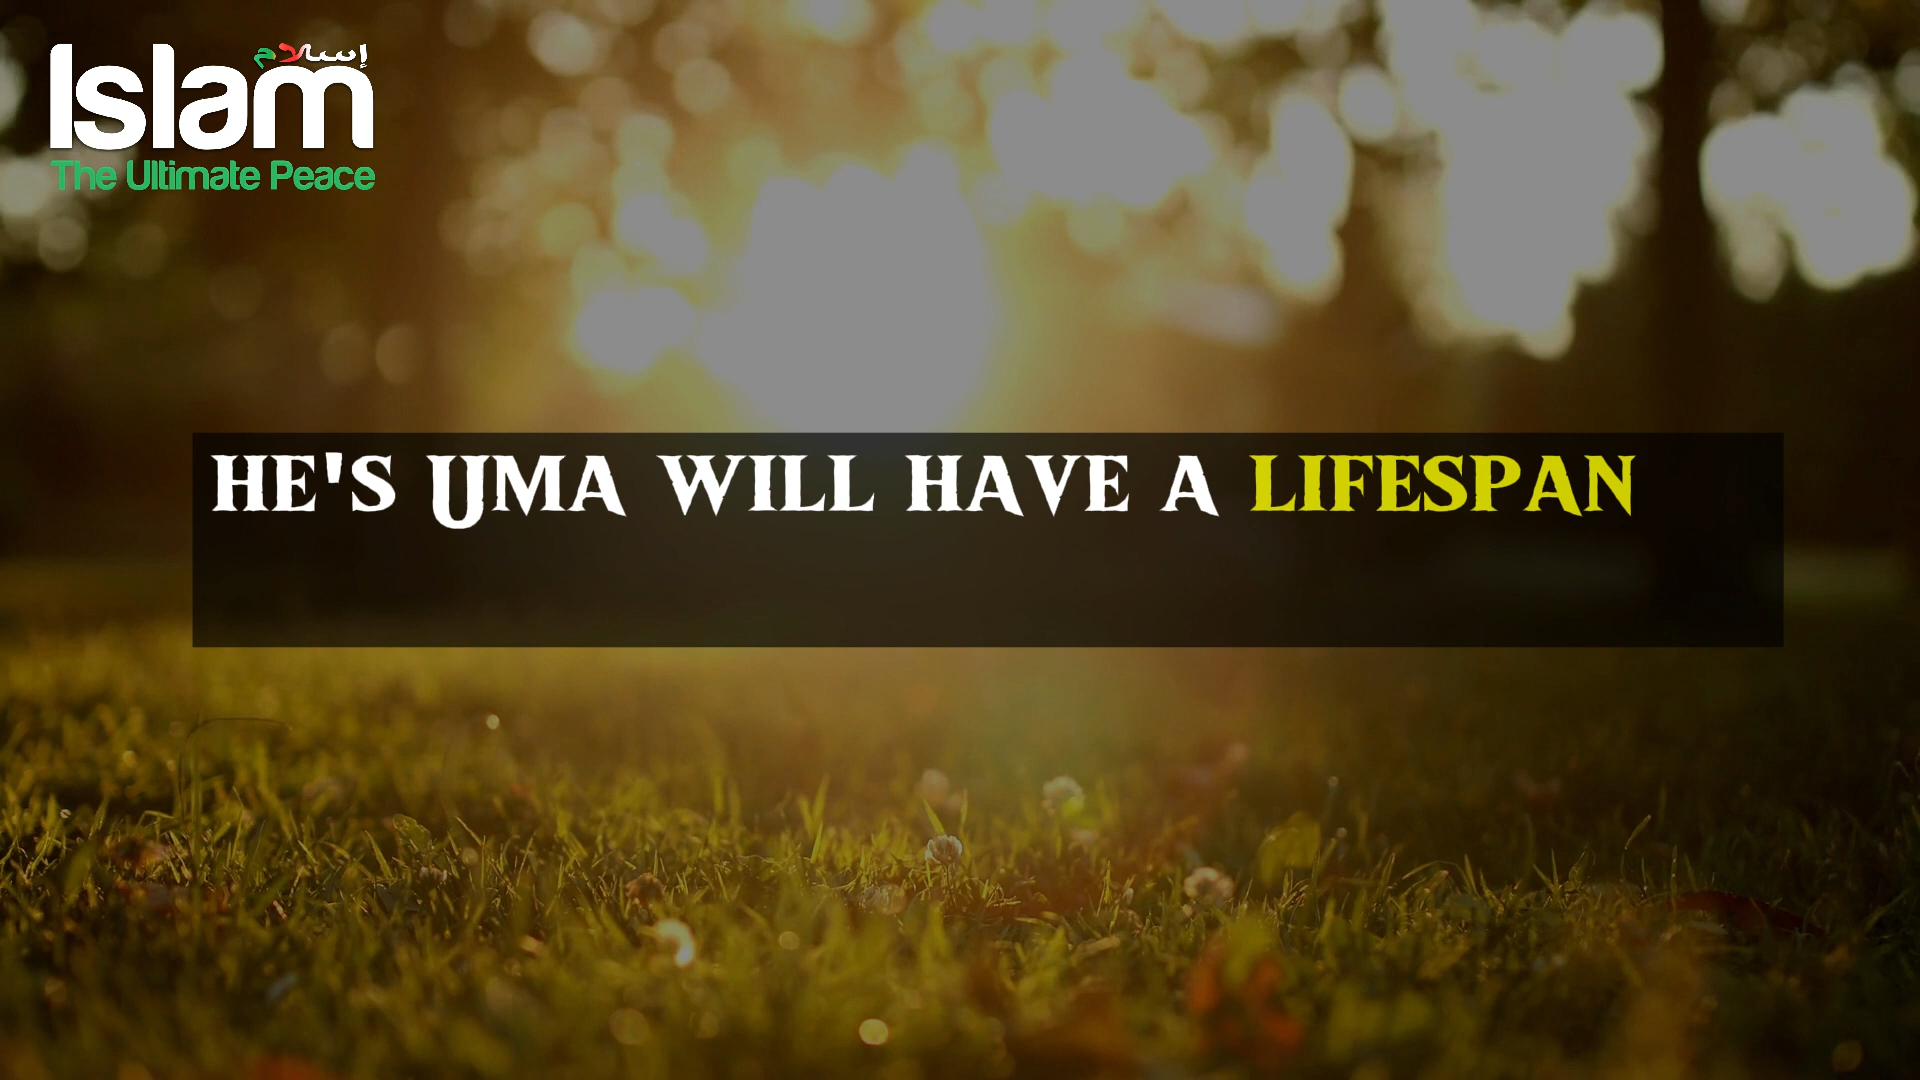 إسلام
Islam
The Ultimate Peace
HE'S UMA WILL HAVE A LIFESPAN